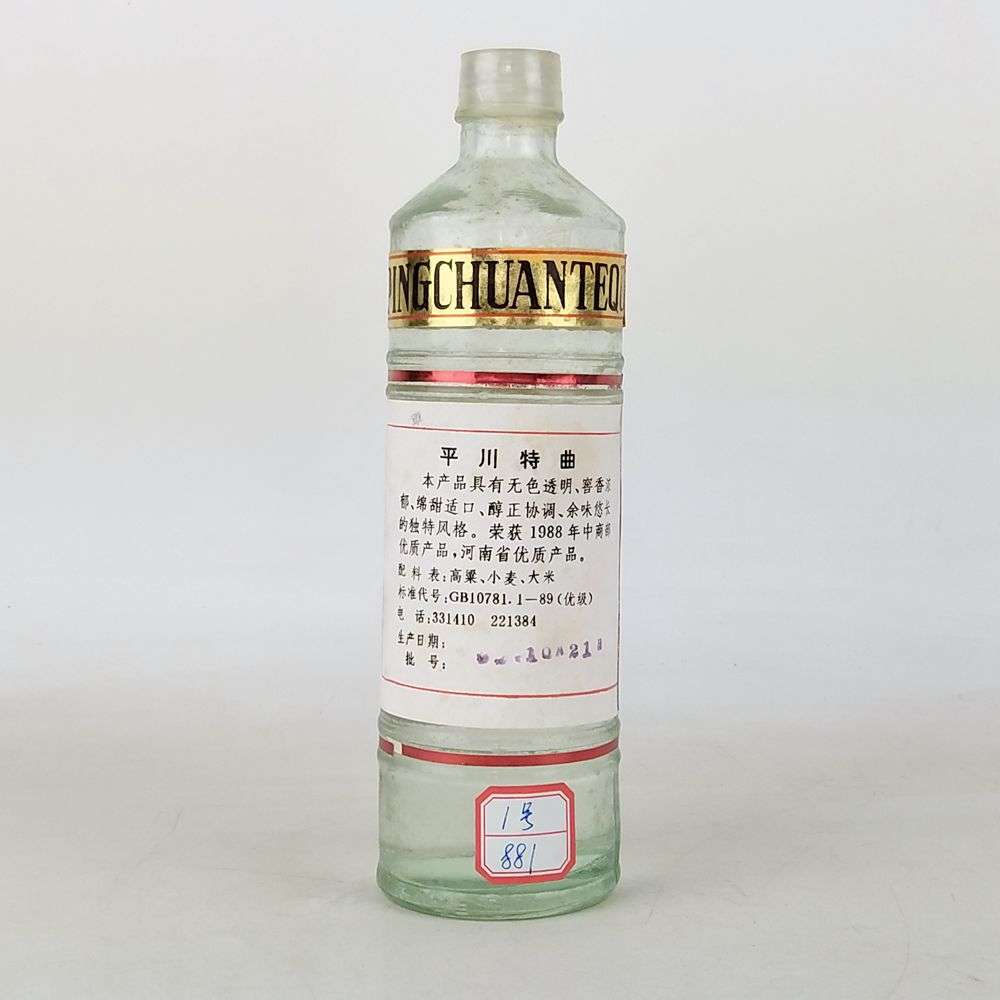 PINGCHUANTEQU
平川特曲
本产品具有无色透明、窖香浓
郁、绵甜适口、醇正协调、余味悠长
的独特风格。荣获1988年中商部
优质产品,河南省优质产品。
配料表:高粱、小麦、大米
标准代号:GB10781.1-89(优级)
电话:331410 221384
生产日期:
批号:
10 21
1号
881